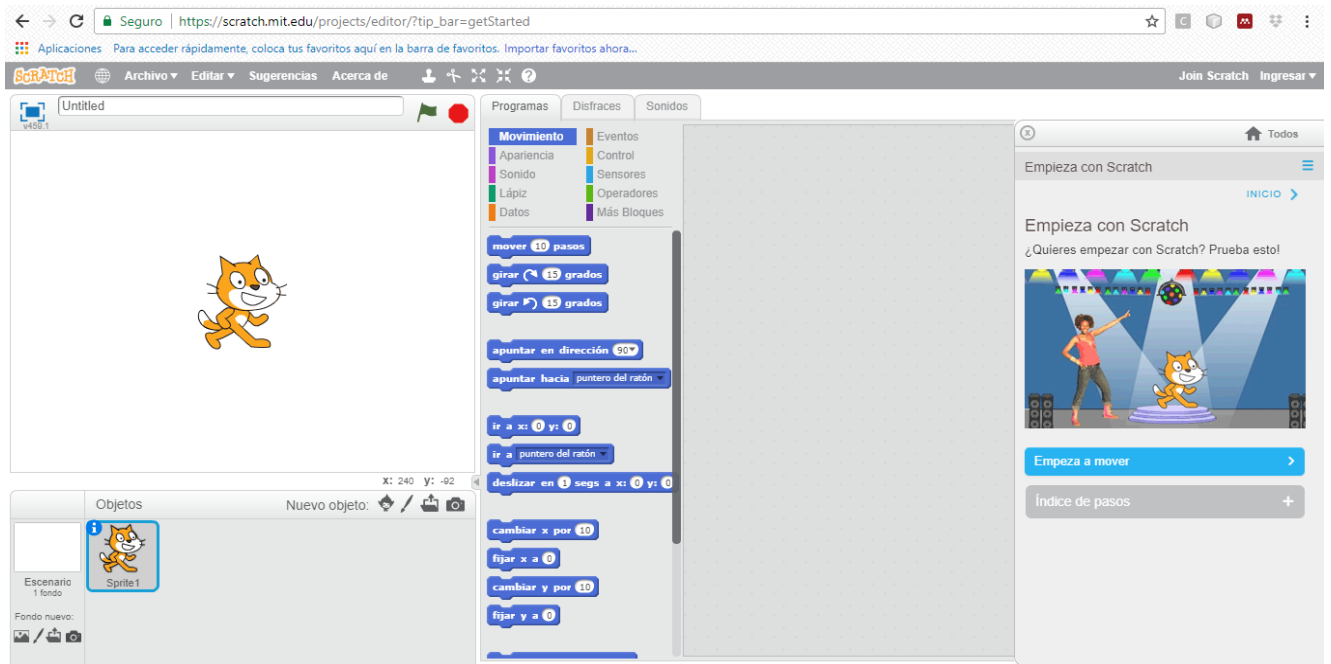 Seguro | https://scratch.mit.edu/projects/editor/?tip_bar=getStarted
Aplicaciones Para acceder rápidamente, coloca tus favoritos aquí en la barra de favoritos. Importar favoritos ahora...
SCRATCH Archivo Editar Sugerencias Acerca de Join Scratch Ingresar
Untitled
v459.1
Programas Disfraces Sonidos
Movimiento Eventos
Apariencia Control
Sonido Sensores
Lápiz Operadores
Datos Más Bloques
mover 10 pasos
girar 15 grados
girar 15 grados
apuntar en dirección 90
apuntar hacia puntero del ratón
ir a x: 0 y: 0
ir a puntero del ratón
deslizar en 1 segs a x: 0 y: 0
cambiar x por 10
fijar x a 0
cambiar y por 10
fijar y a 0
Todos
Empieza con Scratch
INICIO
Empieza con Scratch
¿Quieres empezar con Scratch? Prueba esto!
Empeza a mover
Índice de pasos
x: 240 y: -92
Objetos Nuevo objeto:
Escenario
1 fondo
Sprite1
Fondo nuevo: